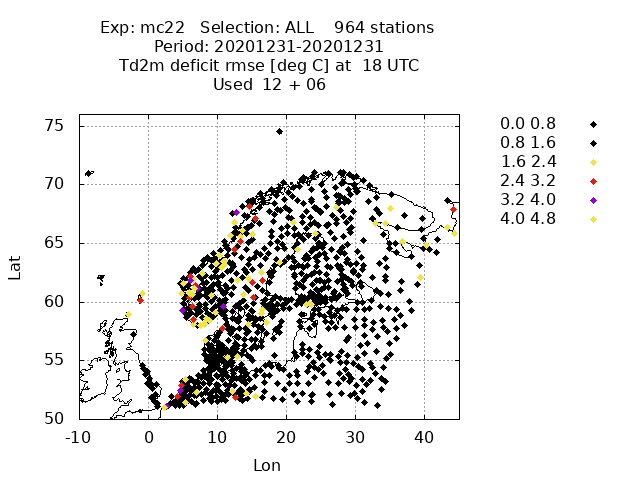 Exp: mc22   Selection: ALL    964 stations
Period: 20201231-20201231
Td2m deficit rmse [deg C] at  18 UTC
Used  12 + 06
0.0 0.8
0.8 1.6
1.6 2.4
2.4 3.2
3.2 4.0
4.0 4.8
Lat
75
70
65
60
55
50
-10 0 10 20 30 40
Lon